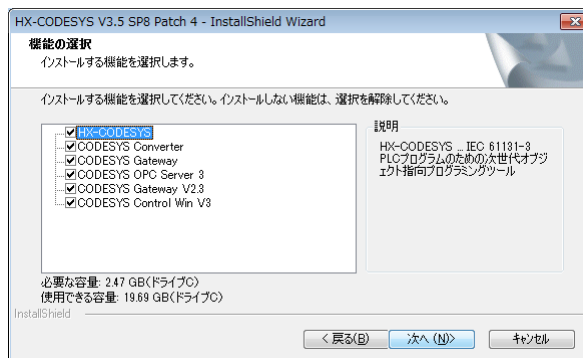 HX-CODESYS V3.5 SP8 Patch 4 - InstallShield Wizard
機能の選択
インストールする機能を選択します。
インストールする機能を選択してください。インストールしない機能は、選択を解除してください。
HX-CODESYS
CODESYS Converter
CODESYS Gateway
CODESYS OPC Server 3
CODESYS Gateway V2.3
CODESYS Control Win V3
説明
HX-CODESYS ... IEC 61131-3
PLCプログラムのための次世代オブジ
ェクト指向プログラミングツール
必要な容量: 2.47 GB(ドライブC)
使用できる容量: 19.69 GB(ドライブC)
InstallShield
< 戻る(B)
次へ (N)>
キャンセル